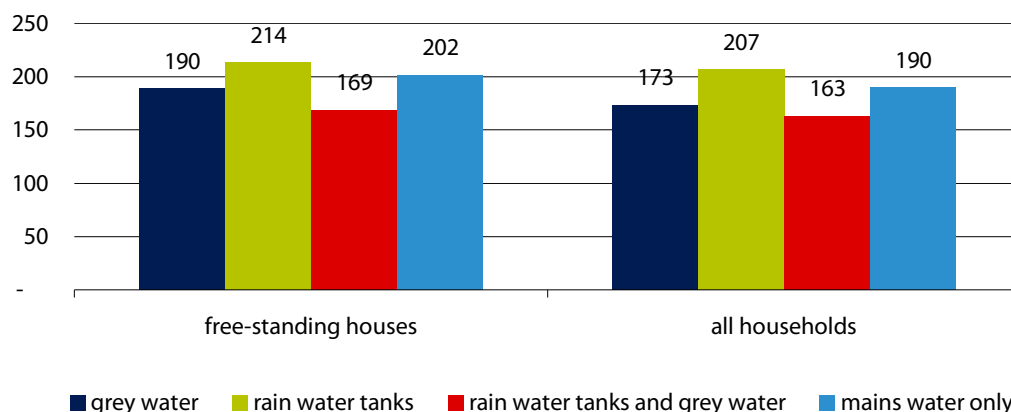 250
214
207
202
190
190
173
169
163
200
150
100
50
-
free-standing houses
all households
grey water
rain water tanks
rain water tanks and grey water
mains water only